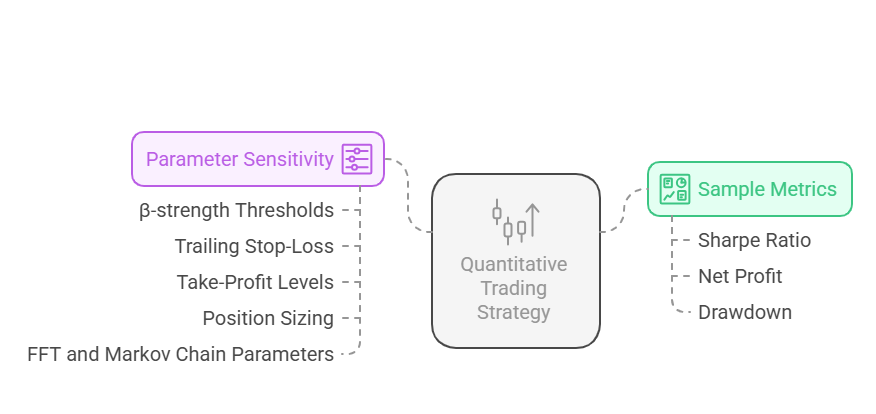 Parameter Sensitivity
β-strength Thresholds
Trailing Stop-Loss
Take-Profit Levels
Position Sizing
FFT and Markov Chain Parameters
Quantitative
Trading
Strategy
Sample Metrics
Sharpe Ratio
Net Profit
Drawdown